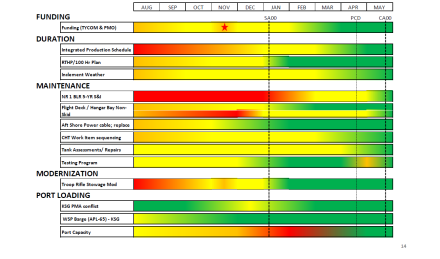 AUG SEP OCT NOV DEC JAN FEB MAR APR MAY
FUNDING
SA00 PCD CA00
Funding (TYCOM & PMO)
DURATION
Integrated Production Schedule
RTHP/100 Hr Plan
Inclement Weather
MAINTENANCE
NR 1 BLR 5-YR S&I
Flight Deck / Hangar Bay Non-
Skid
Aft Shore Power cable; replace
CHT Work Item sequencing
Tank Assessments/ Repairs
Testing Program
MODERNIZATION
Troop Rifle Stowage Mod
PORT LOADING
KSG PMA conflict
WSP Barge (APL-65) - KSG
Port Capacity
14